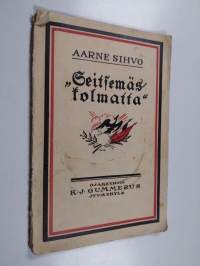 AARNE SIHVO
„Seitsemäs
kolmatta“
OSAKEYHTIÖ
K·J·GUMMERUS
JYVÄSKYLÄ